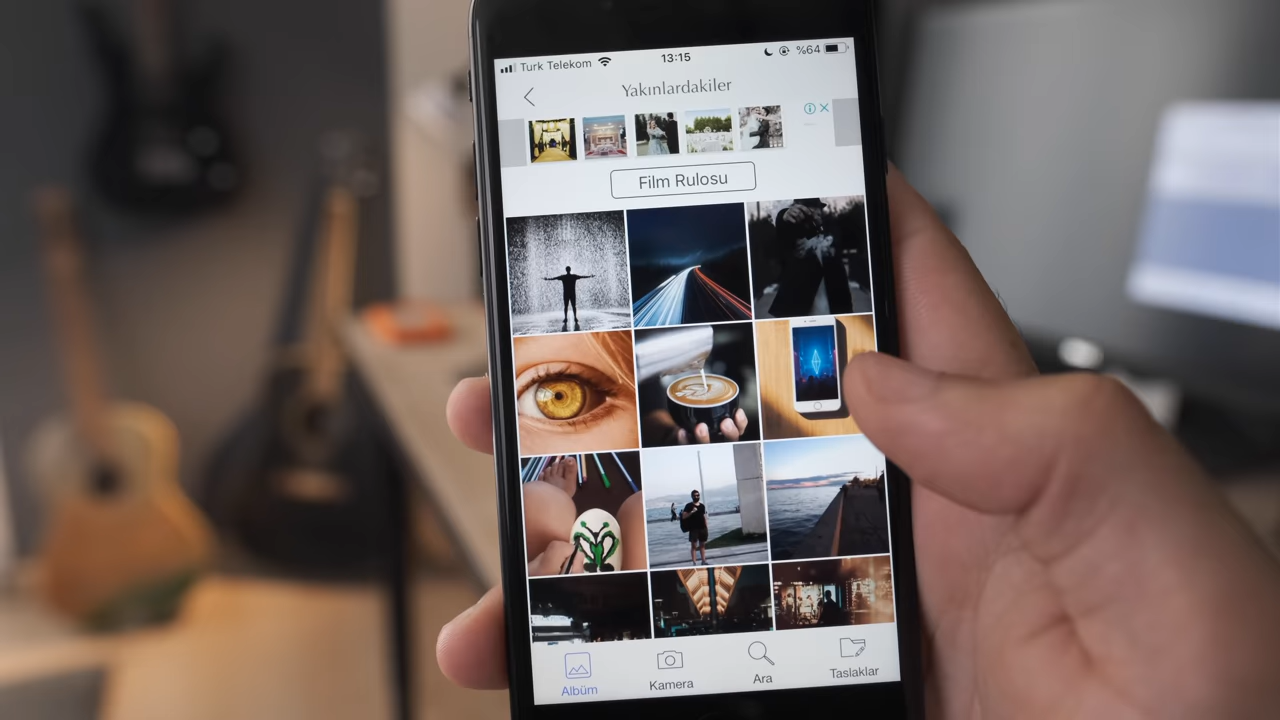 Turk Telekom 13:15 %64
Yakınlardakiler
Film Rulosu
Albüm Kamera Ara Taslaklar